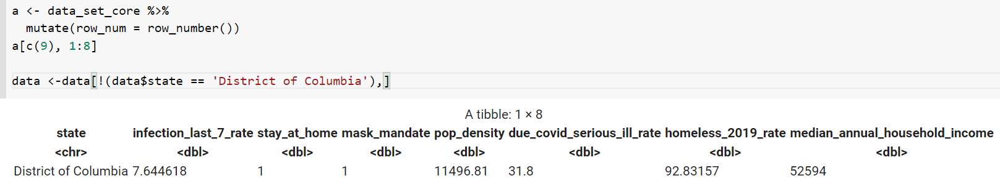 a <- data_set_core %>%
  mutate(row_num = row_number())
a[c(9), 1:8]
data <-data[!(data$state == 'District of Columbia'),]
A tibble: 1 × 8
state infection_last_7_rate stay_at_home mask_mandate pop_density due_covid_serious_ill_rate homeless_2019_rate median_annual_household_income
<chr> <dbl> <dbl> <dbl> <dbl> <dbl> <dbl> <dbl>
District of Columbia 7.644618 1 1 11496.81 31.8 92.83157 52594